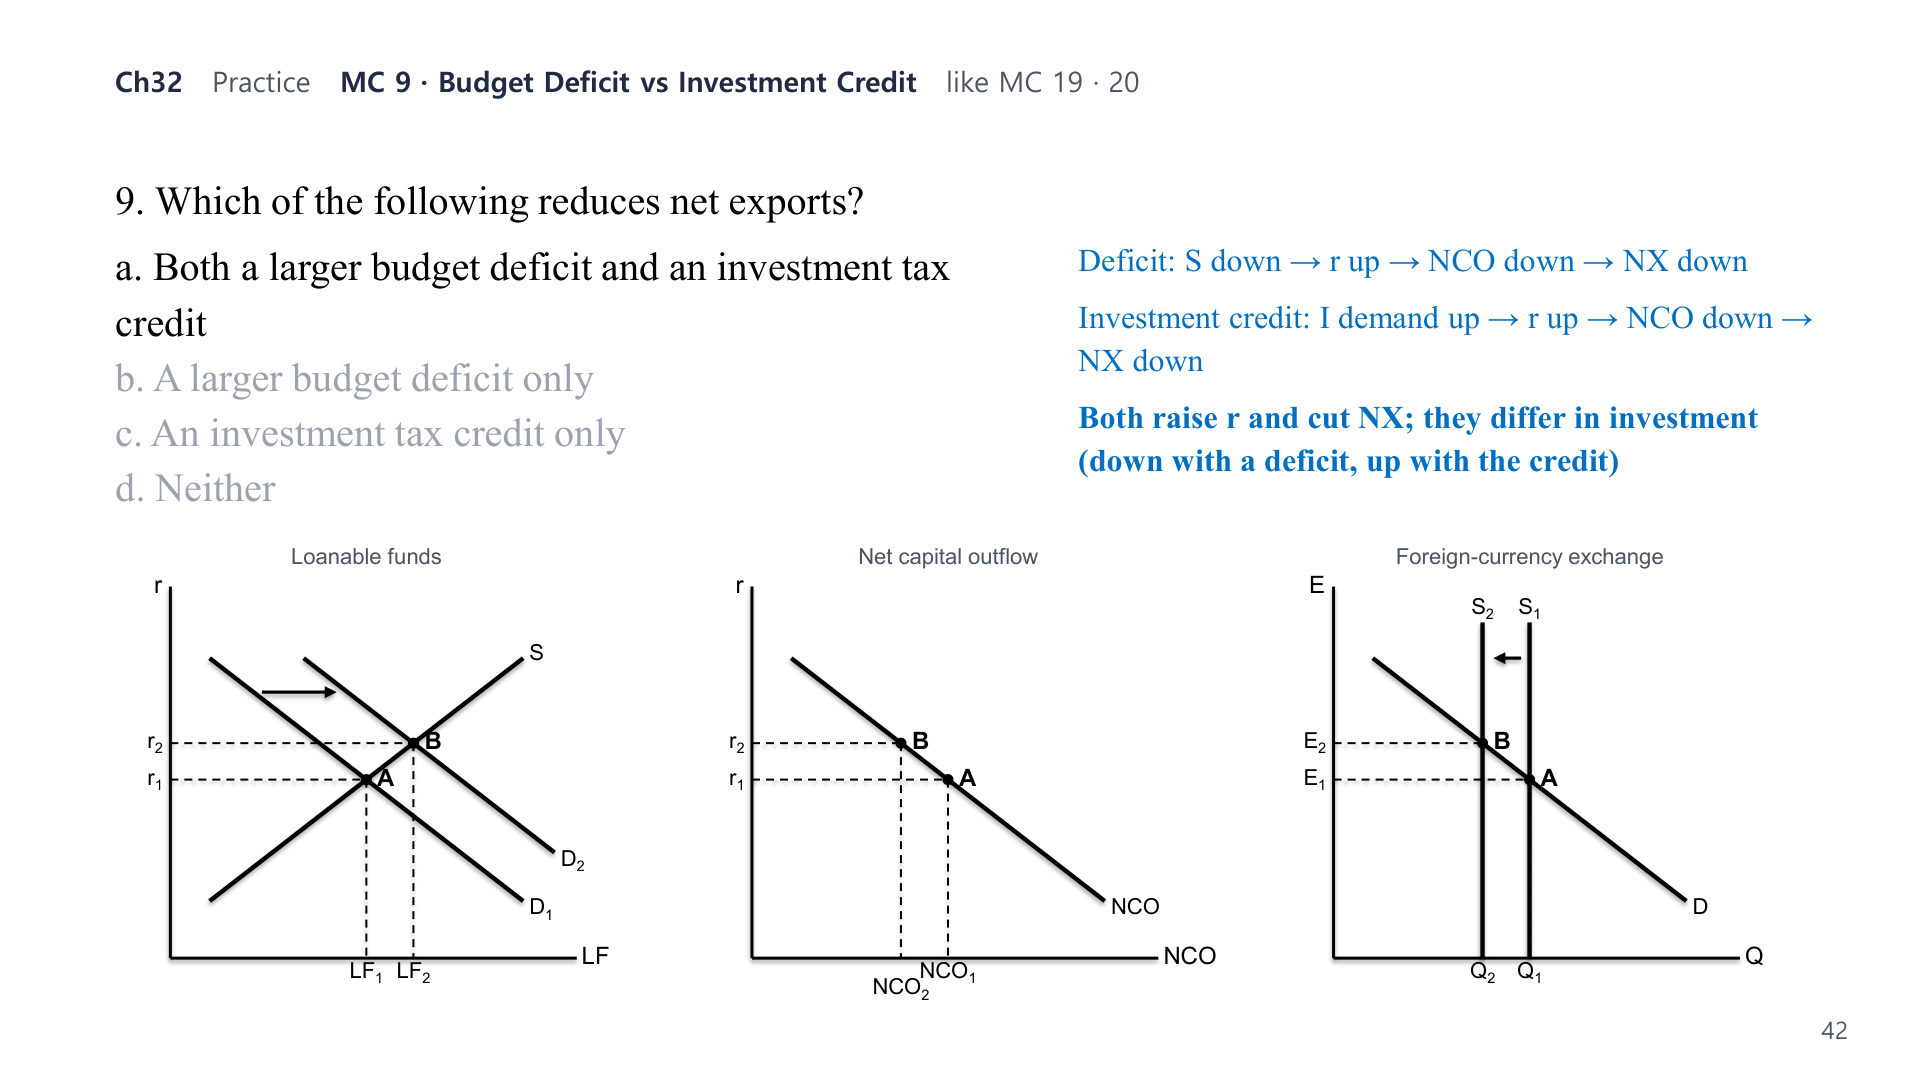 Ch32 Practice MC 9 · Budget Deficit vs Investment Credit like MC 19 · 20
9. Which of the following reduces net exports?
a. Both a larger budget deficit and an investment tax
credit
b. A larger budget deficit only
c. An investment tax credit only
d. Neither
Deficit: S down → r up → NCO down → NX down
Investment credit: I demand up → r up → NCO down →
NX down
Both raise r and cut NX; they differ in investment
(down with a deficit, up with the credit)
Loanable funds
r
S
r₂
B
r₁
A
D₂
D₁
LF
LF₁ LF₂
Net capital outflow
r
r₂
B
r₁
A
NCO
NCO
NCO₁
NCO₂
Foreign-currency exchange
E
S₂ S₁
E₂
B
E₁
A
D
Q
Q₂ Q₁
42